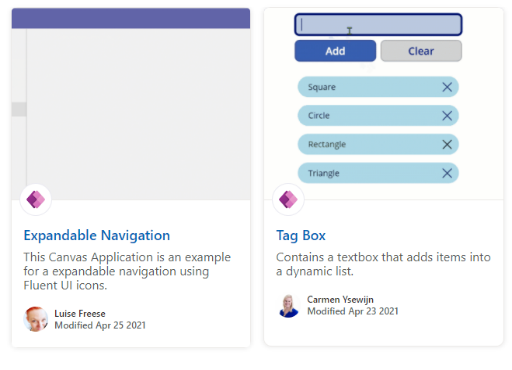 Add
Clear
Square
Circle
Rectangle
Triangle
Expandable Navigation
This Canvas Application is an example
for a expandable navigation using
Fluent UI icons.
Luise Freese
Modified Apr 25 2021
Tag Box
Contains a textbox that adds items into
a dynamic list.
Carmen Ysewijn
Modified Apr 23 2021